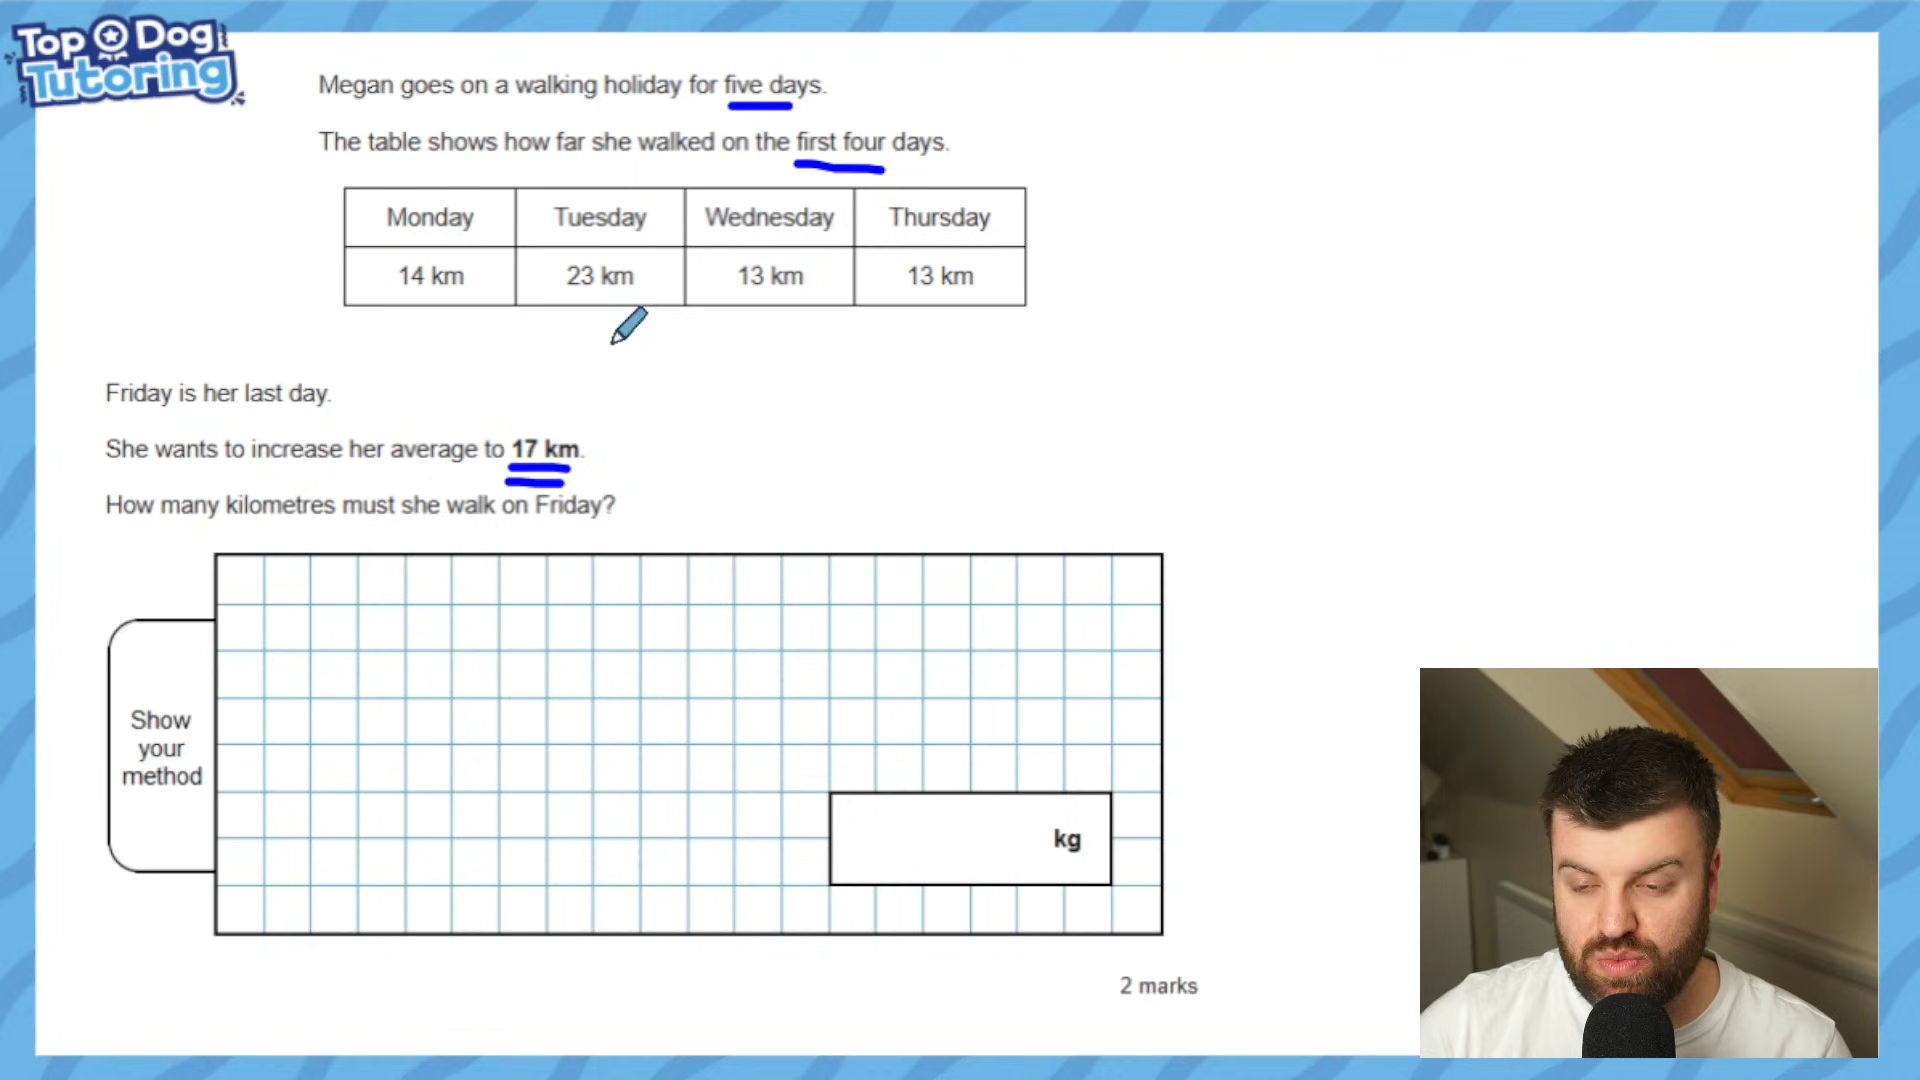 Top Dog
Tutoring
Megan goes on a walking holiday for five days.
The table shows how far she walked on the first four days.
Monday Tuesday Wednesday Thursday
14 km 23 km 13 km 13 km
Friday is her last day.
She wants to increase her average to 17 km.
How many kilometres must she walk on Friday?
Show
your
method
kg
2 marks